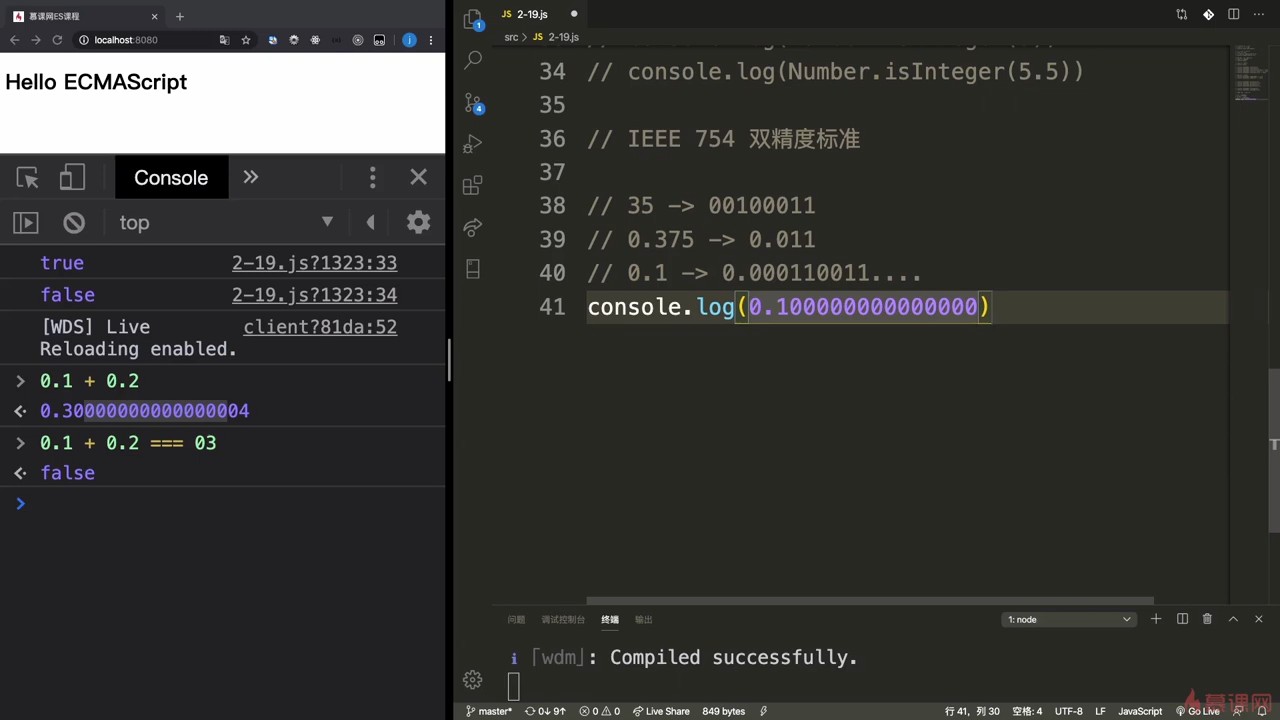 慕课网ES课程
localhost:8080
Hello ECMAScript
Console
top
true 2-19.js?1323:33
false 2-19.js?1323:34
[WDS] Live client?81da:52
Reloading enabled.
> 0.1 + 0.2
0.30000000000000004
> 0.1 + 0.2 === 03
false
>
1
4
JS 2-19.js
src > JS 2-19.js
34 // console.log(Number.isInteger(5.5))
35
36 // IEEE 754 双精度标准
37
38 // 35 -> 00100011
39 // 0.375 -> 0.011
40 // 0.1 -> 0.000110011....
41 console.log(0.100000000000000)
问题 调试控制台 终端 输出
1: node
i ｢wdm｣: Compiled successfully.
master* 0↓ 9↑ 0 0 Live Share 849 bytes
行 41, 列 30 空格: 4 UTF-8 LF JavaScript Go Live
慕课网